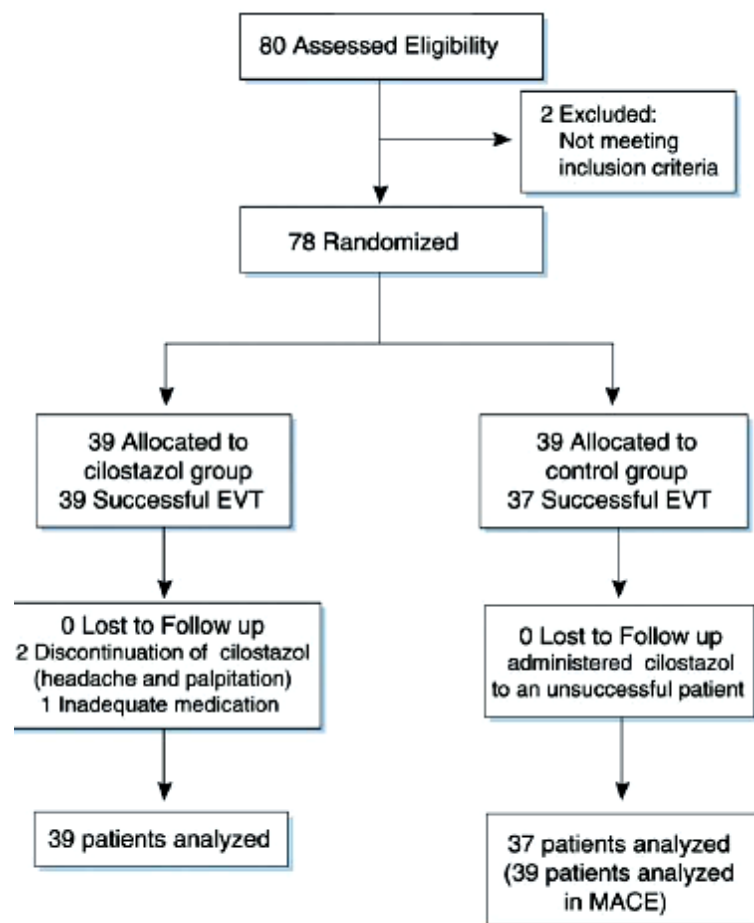 80 Assessed Eligibility
2 Excluded:
Not meeting
inclusion criteria
78 Randomized
39 Allocated to
cilostazol group
39 Successful EVT
39 Allocated to
control group
37 Successful EVT
0 Lost to Follow up
2 Discontinuation of cilostazol
(headache and palpitation)
1 Inadequate medication
0 Lost to Follow up
administered cilostazol
to an unsuccessful patient
39 patients analyzed
37 patients analyzed
(39 patients analyzed
in MACE)